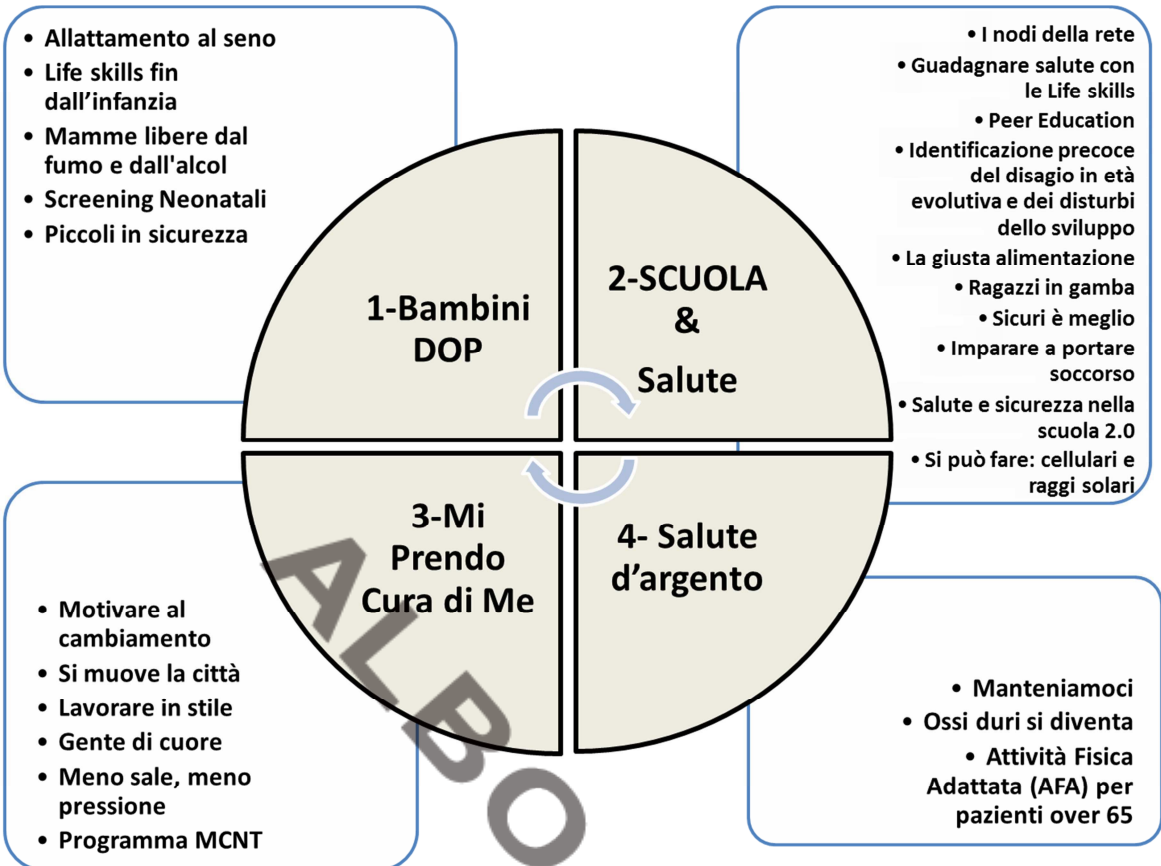 • Allattamento al seno
• Life skills fin
dall’infanzia
• Mamme libere dal
fumo e dall'alcol
• Screening Neonatali
• Piccoli in sicurezza
• I nodi della rete
• Guadagnare salute con
le Life skills
• Peer Education
• Identificazione precoce
del disagio in età
evolutiva e dei disturbi
dello sviluppo
• La giusta alimentazione
• Ragazzi in gamba
• Sicuri è meglio
• Imparare a portare
soccorso
• Salute e sicurezza nella
scuola 2.0
• Si può fare: cellulari e
raggi solari
1-Bambini
DOP
2-SCUOLA
&
Salute
3-Mi
Prendo
Cura di Me
4- Salute
d’argento
• Motivare al
cambiamento
• Si muove la città
• Lavorare in stile
• Gente di cuore
• Meno sale, meno
pressione
• Programma MCNT
• Manteniamoci
• Ossi duri si diventa
• Attività Fisica
Adattata (AFA) per
pazienti over 65
ALBO